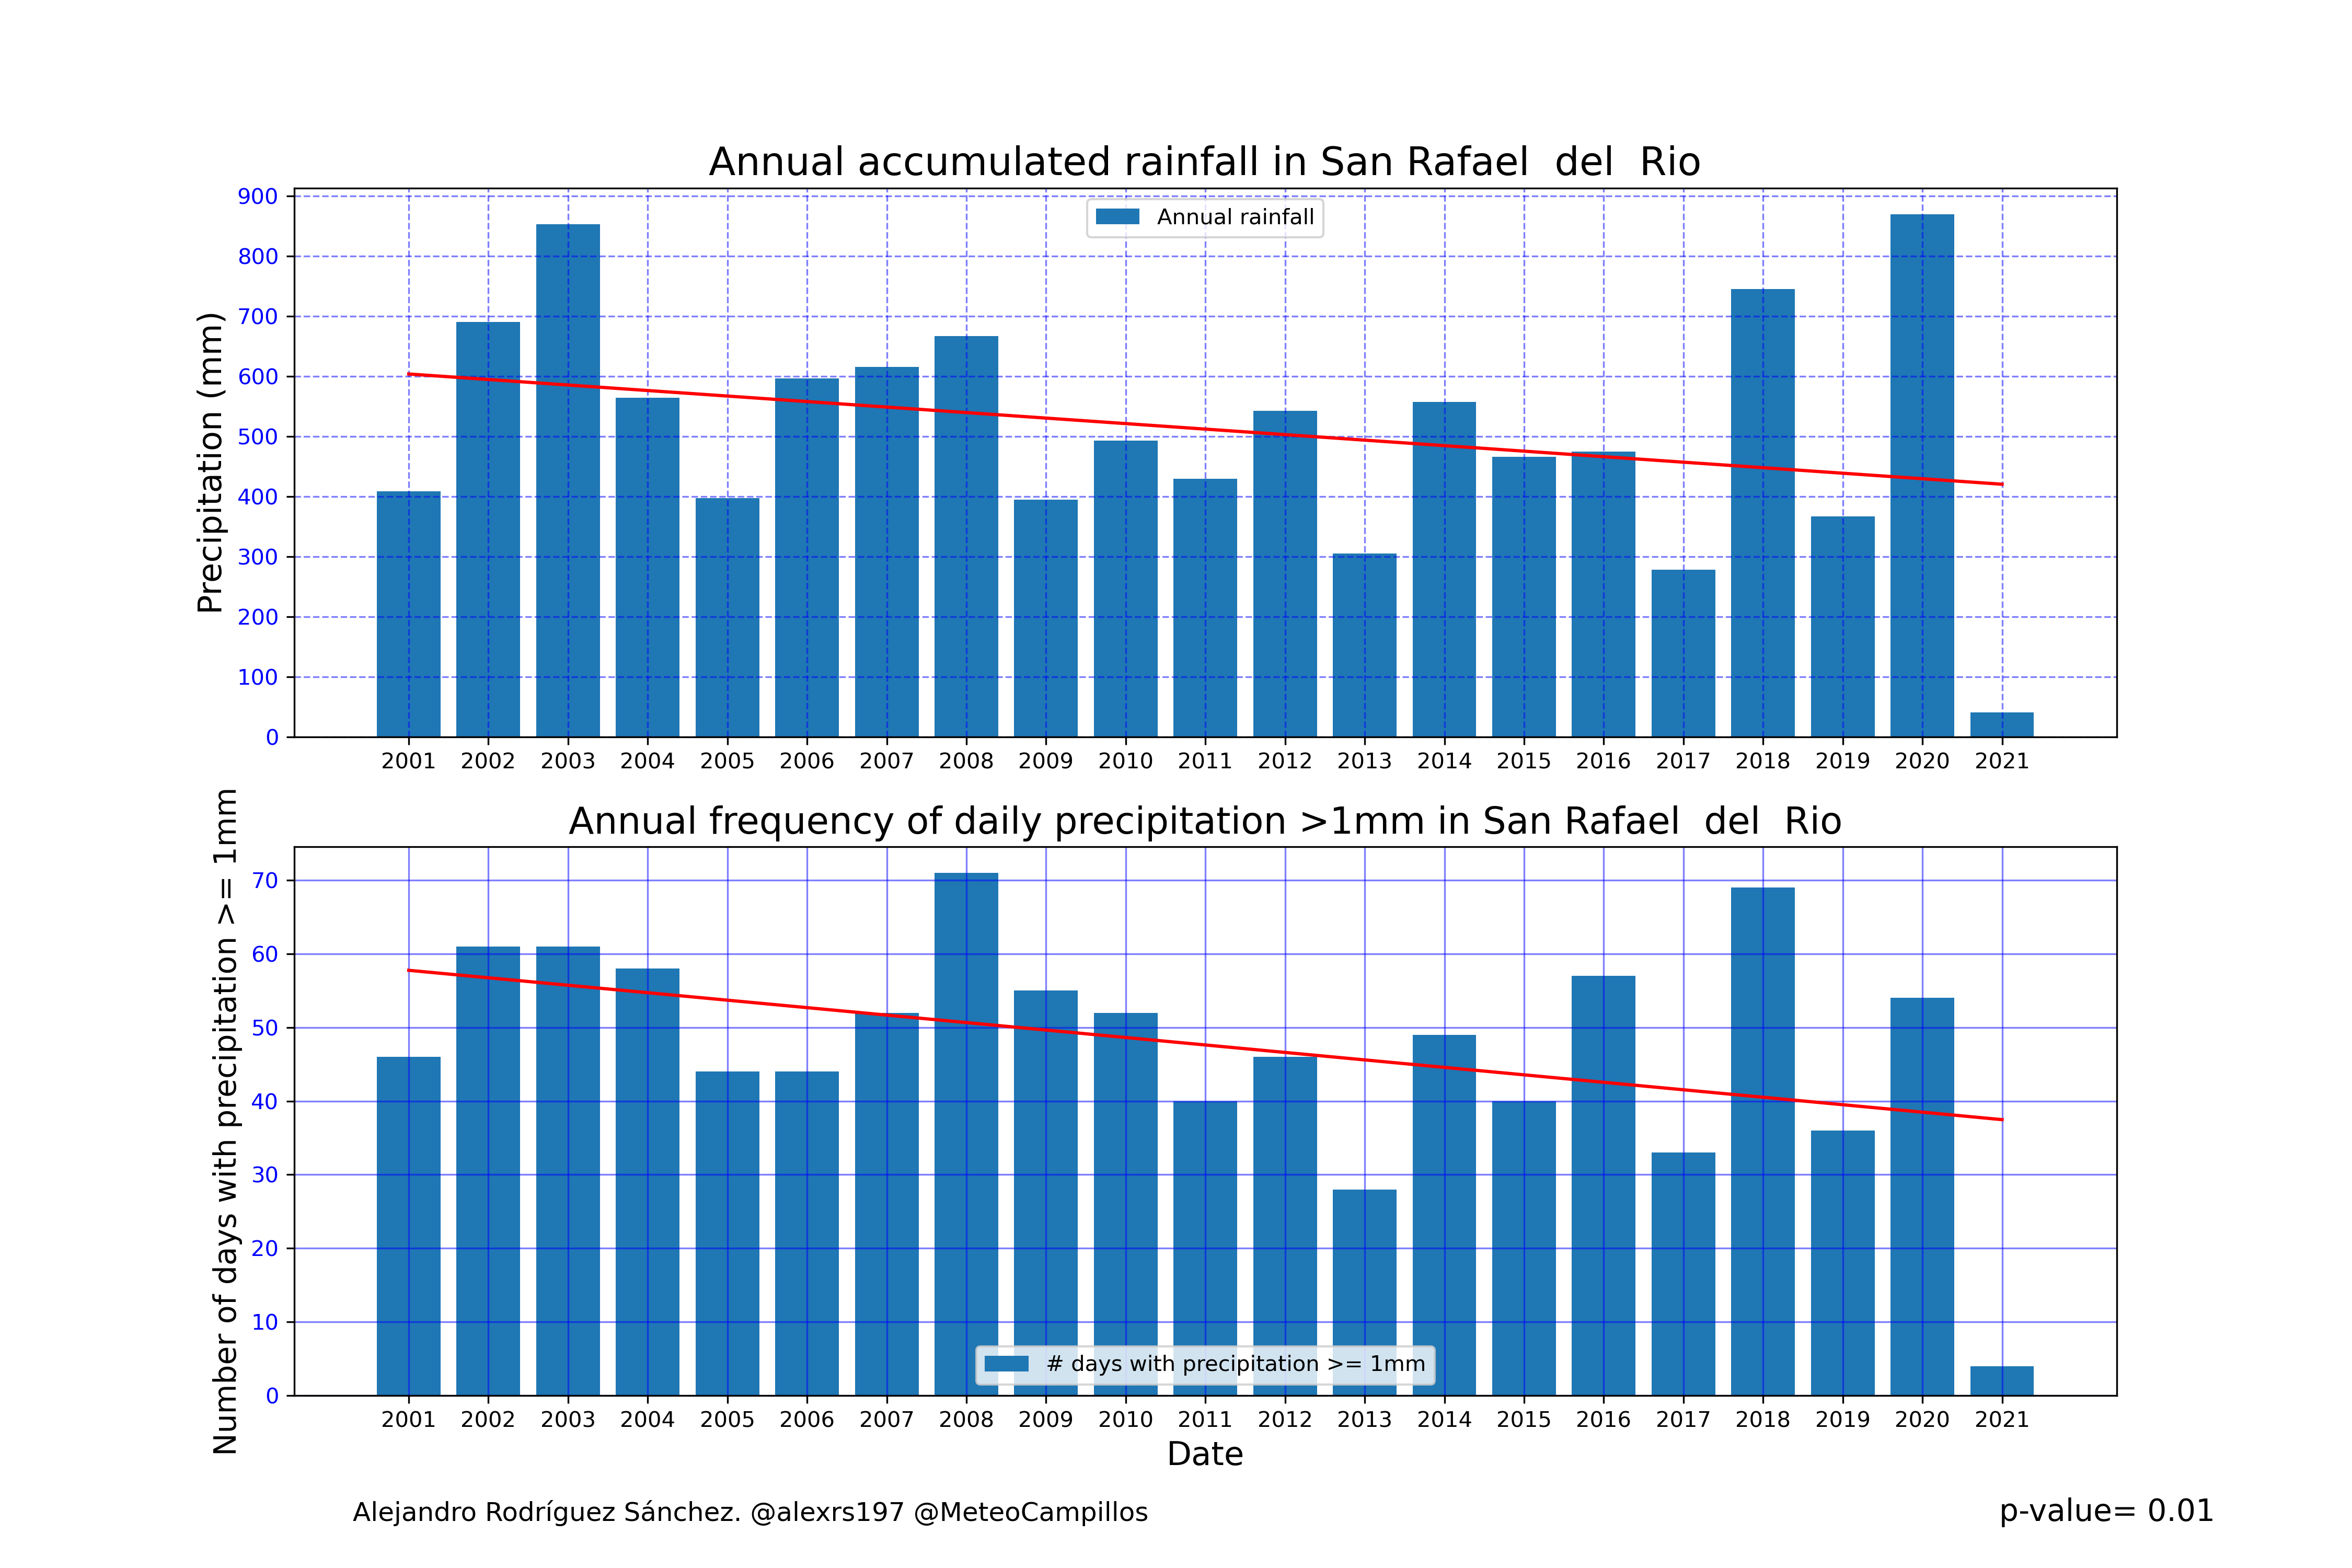 Annual accumulated rainfall in San Rafael  del  Rio
Precipitation (mm)
900
800
700
600
500
400
300
200
100
0
Annual rainfall
2001 2002 2003 2004 2005 2006 2007 2008 2009 2010 2011 2012 2013 2014 2015 2016 2017 2018 2019 2020 2021
Annual frequency of daily precipitation >1mm in San Rafael  del  Rio
Number of days with precipitation >= 1mm
70
60
50
40
30
20
10
0
# days with precipitation >= 1mm
2001 2002 2003 2004 2005 2006 2007 2008 2009 2010 2011 2012 2013 2014 2015 2016 2017 2018 2019 2020 2021
Date
Alejandro Rodríguez Sánchez. @alexrs197 @MeteoCampillos
p-value= 0.01